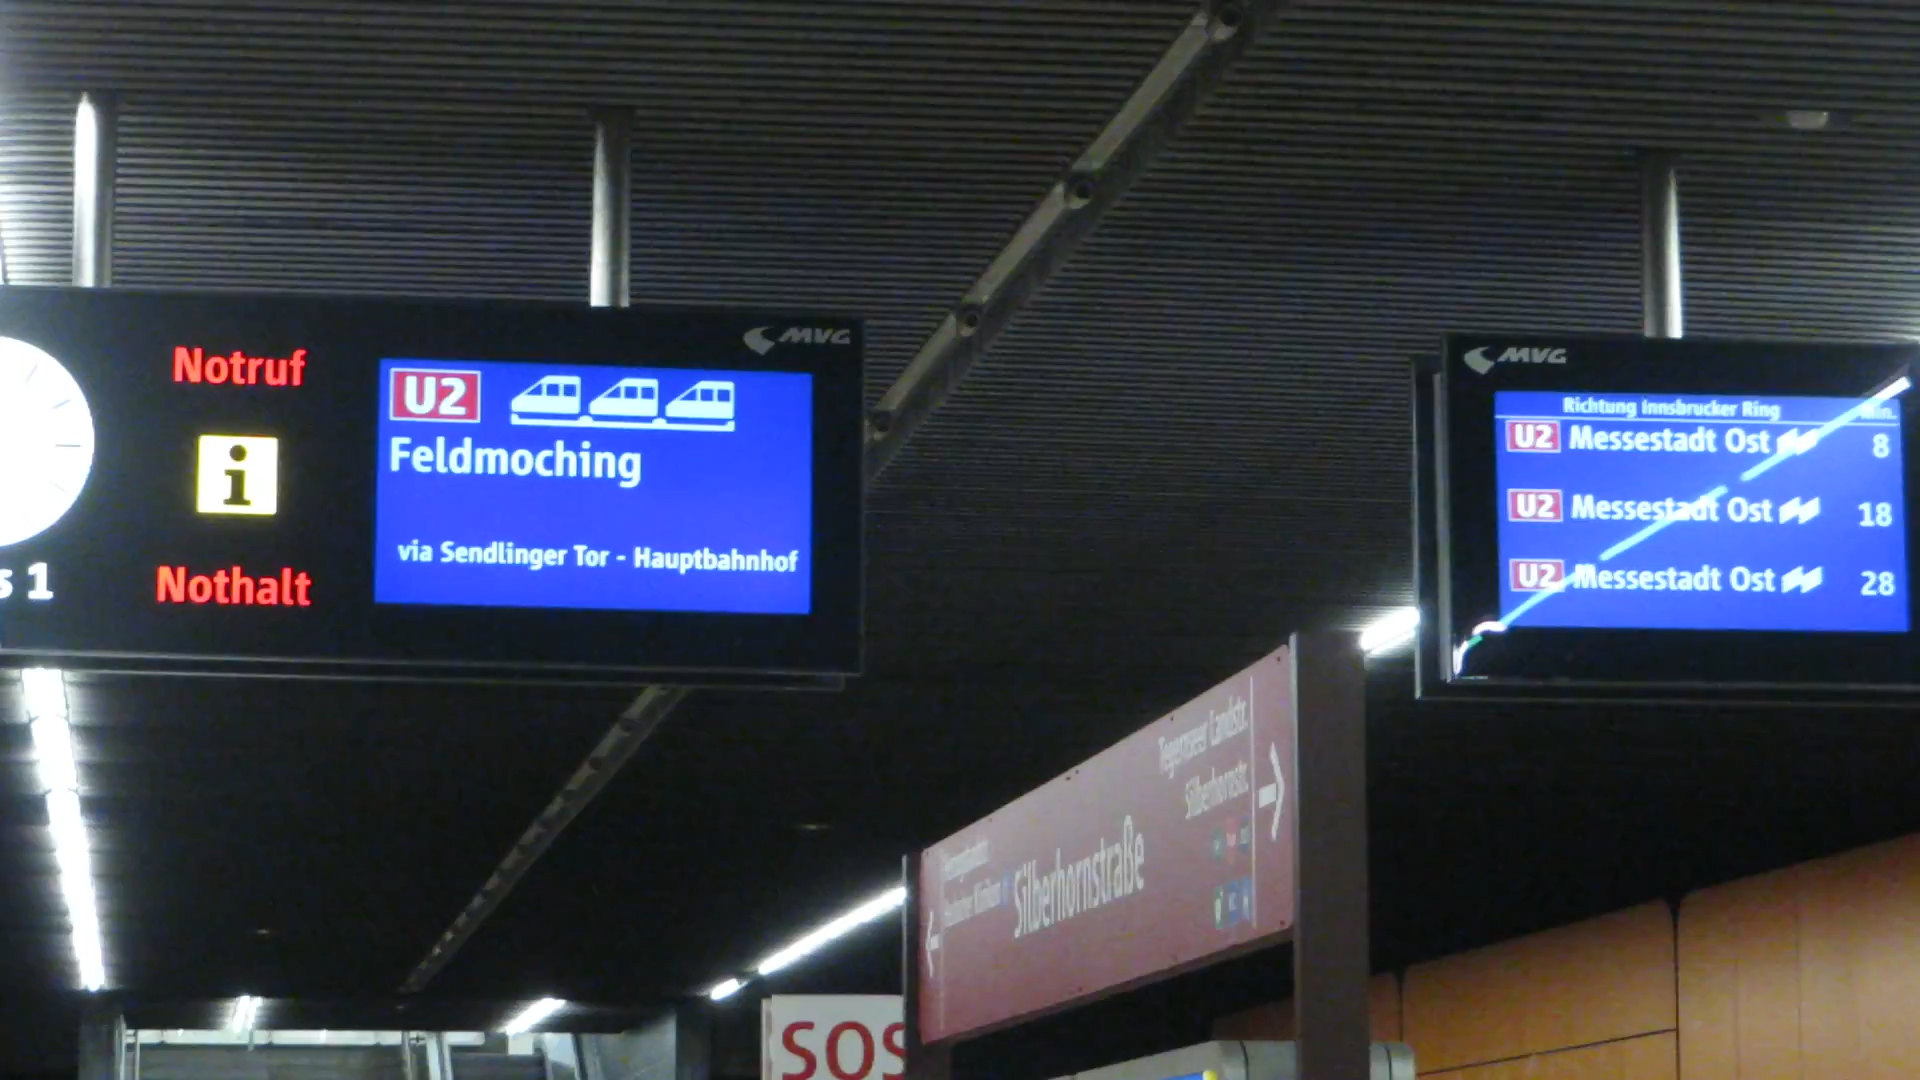 MVG
Notruf
i
Nothalt
s 1
U2
Feldmoching
via Sendlinger Tor - Hauptbahnhof
MVG
Richtung Innsbrucker Ring Min.
U2 Messestadt Ost 8
U2 Messestadt Ost 18
U2 Messestadt Ost 28
Tegernseer Landstr.
Silberhornstr.
Silberhornstraße
SOS